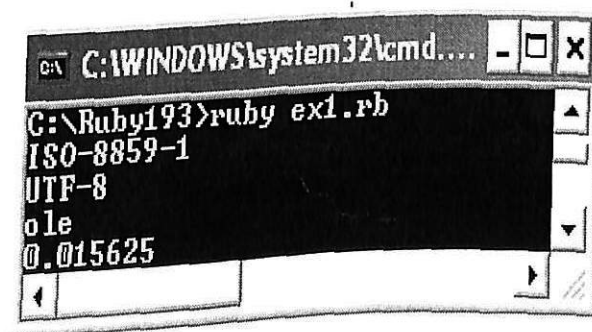 C:\WINDOWS\system32\cmd....
C:\Ruby193>ruby ex1.rb
ISO-8859-1
UTF-8
ole
0.015625